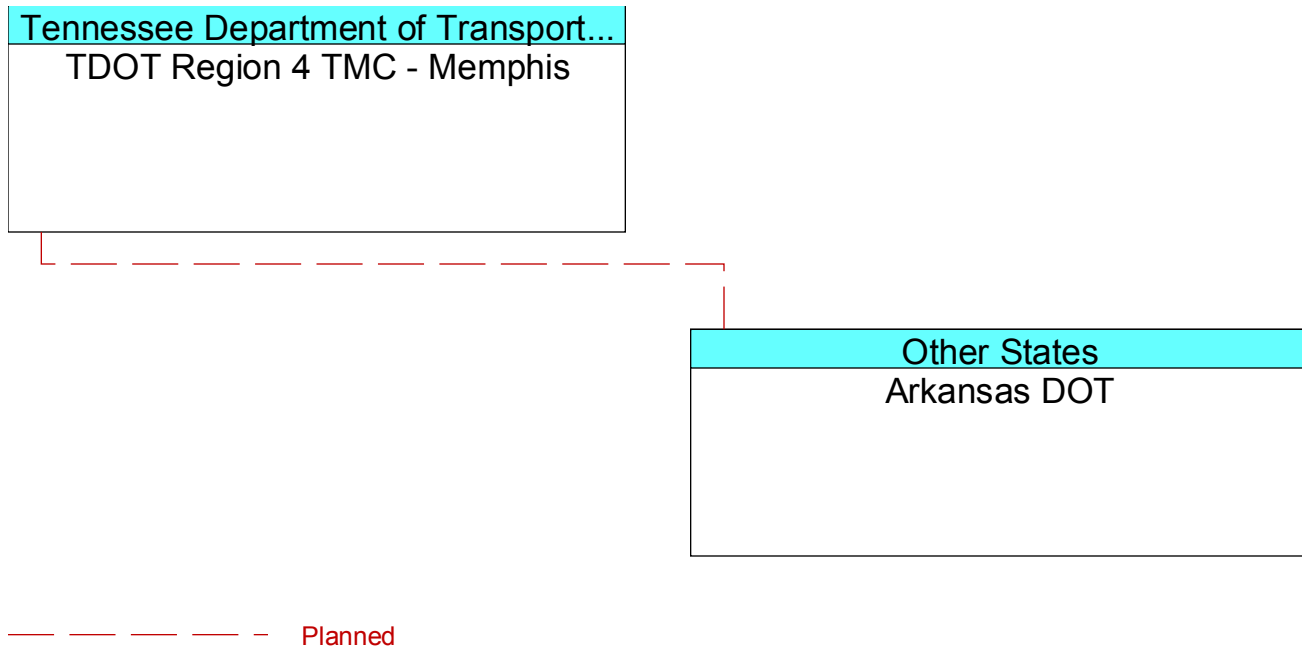 Tennessee Department of Transport...
TDOT Region 4 TMC - Memphis
Other States
Arkansas DOT
Planned